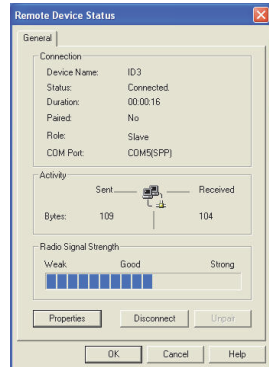 Remote Device Status
General
Connection
Device Name: ID3
Status: Connected.
Duration: 00:00:16
Paired: No
Role: Slave
COM Port: COM5(SPP)
Activity
Sent Received
Bytes: 109 104
Radio Signal Strength
Weak Good Strong
Properties Disconnect Unpair
OK Cancel Help